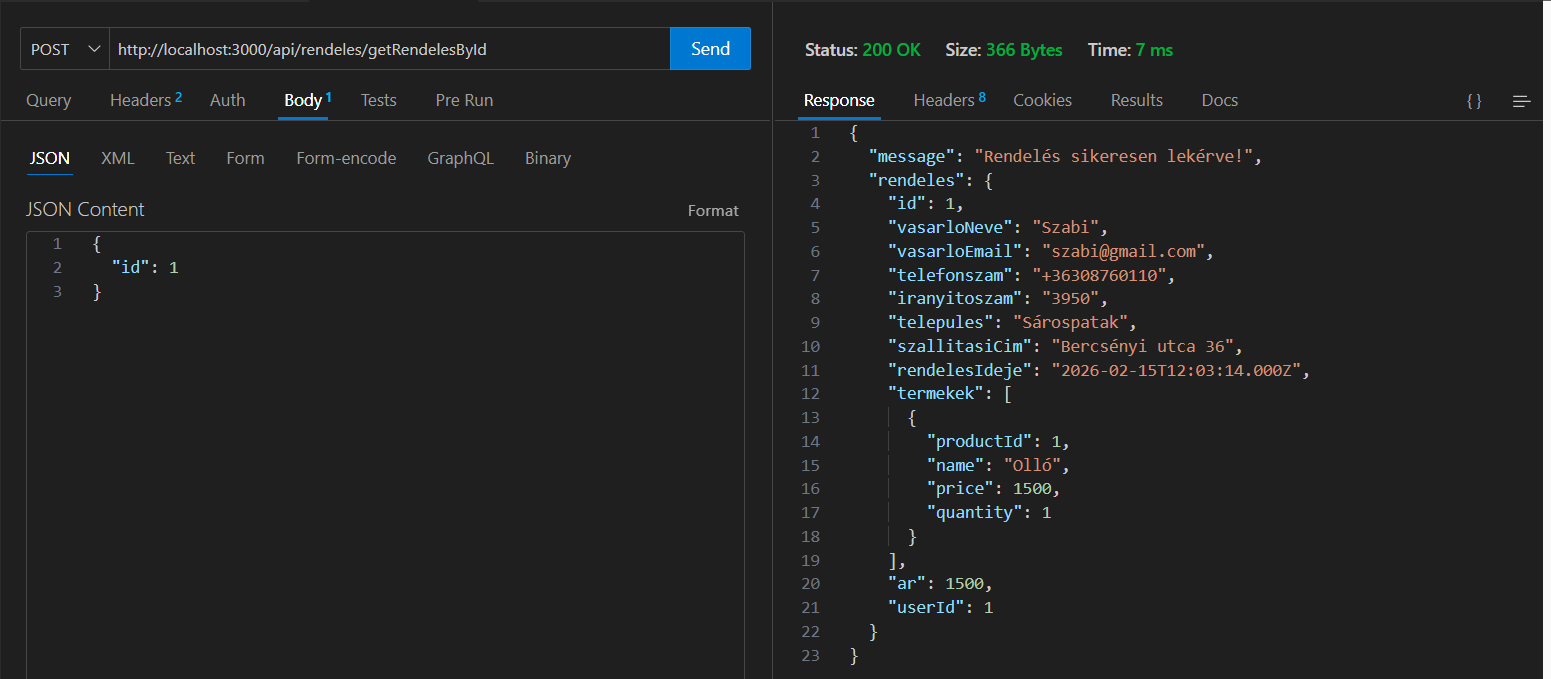 POST http://localhost:3000/api/rendeles/getRendelesById Send
Query Headers 2 Auth Body 1 Tests Pre Run
JSON XML Text Form Form-encode GraphQL Binary
JSON Content Format
1 {
2 "id": 1
3 }
Status: 200 OK Size: 366 Bytes Time: 7 ms
Response Headers 8 Cookies Results Docs {}
1 {
2 "message": "Rendelés sikeresen lekérve!",
3 "rendeles": {
4 "id": 1,
5 "vasarloNeve": "Szabi",
6 "vasarloEmail": "szabi@gmail.com",
7 "telefonszam": "+36308760110",
8 "iranyitoszam": "3950",
9 "telepules": "Sárospatak",
10 "szallitasiCim": "Bercsényi utca 36",
11 "rendelesIdeje": "2026-02-15T12:03:14.000Z",
12 "termekek": [
13 {
14 "productId": 1,
15 "name": "Olló",
16 "price": 1500,
17 "quantity": 1
18 }
19 ],
20 "ar": 1500,
21 "userId": 1
22 }
23 }